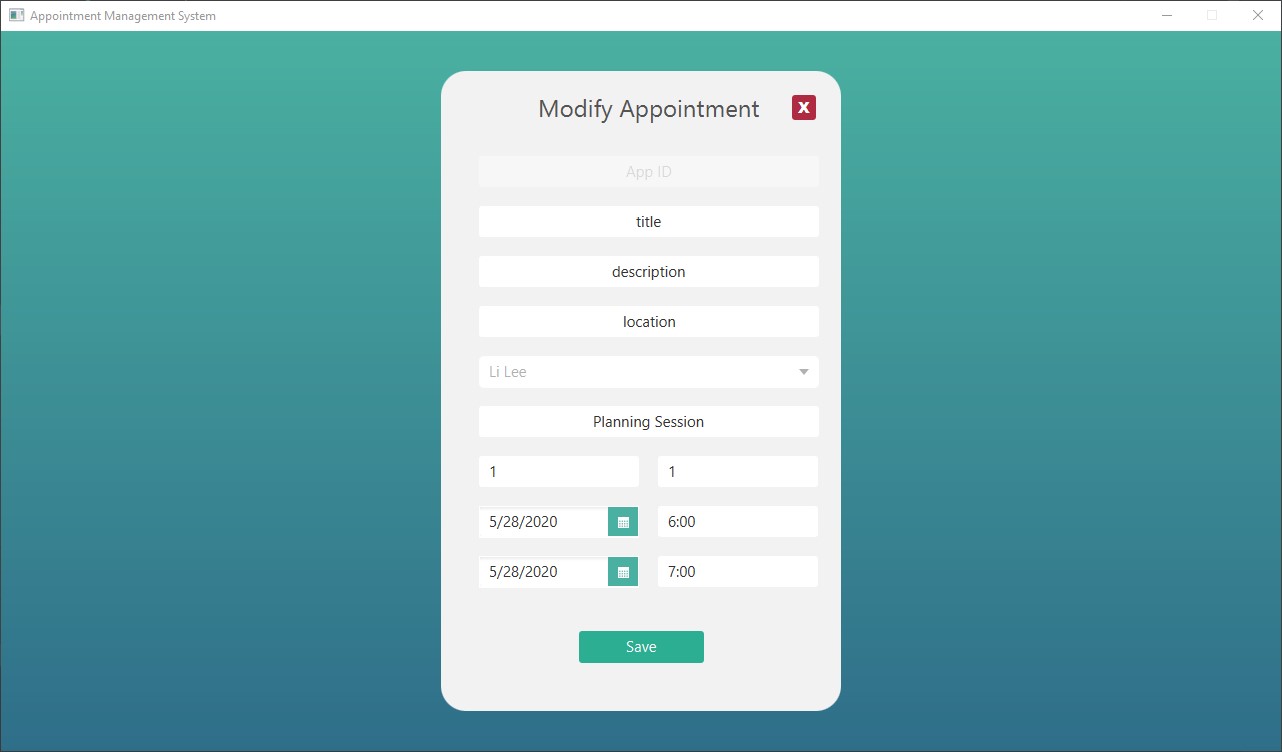 Appointment Management System
Modify Appointment
X
App ID
title
description
location
Li Lee
Planning Session
1 1
5/28/2020 6:00
5/28/2020 7:00
Save